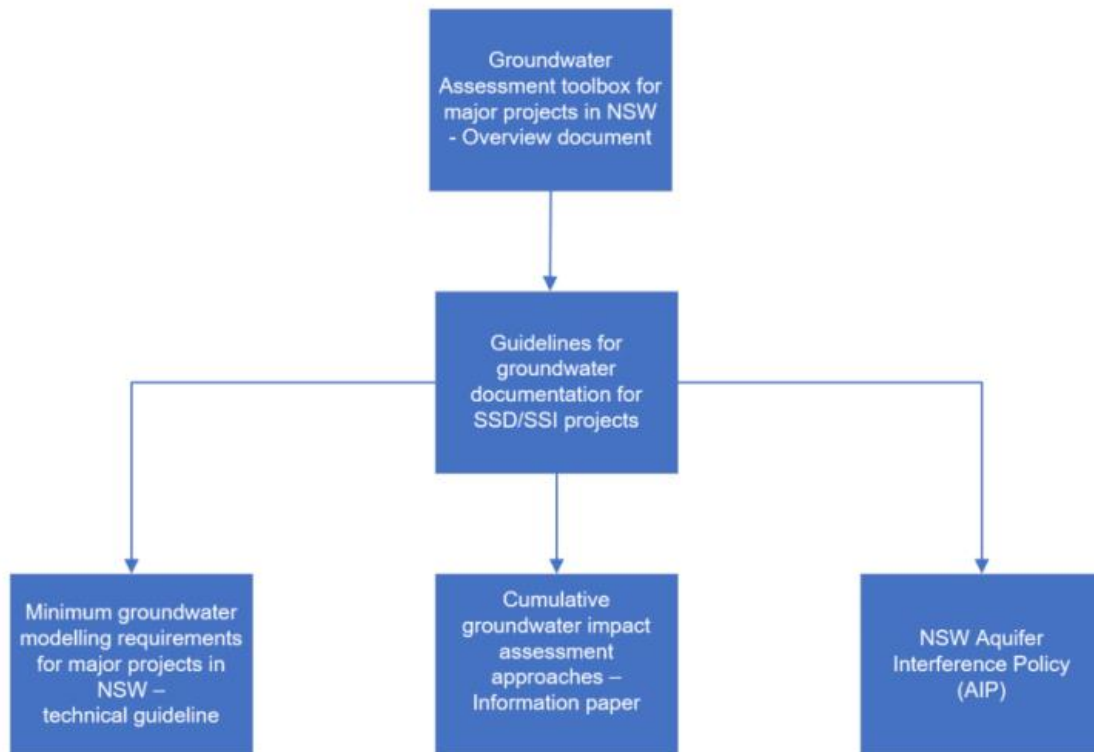 Groundwater
Assessment toolbox for
major projects in NSW
- Overview document
Guidelines for
groundwater
documentation for
SSD/SSI projects
Minimum groundwater
modelling requirements
for major projects in
NSW –
technical guideline
Cumulative
groundwater impact
assessment
approaches –
Information paper
NSW Aquifer
Interference Policy
(AIP)